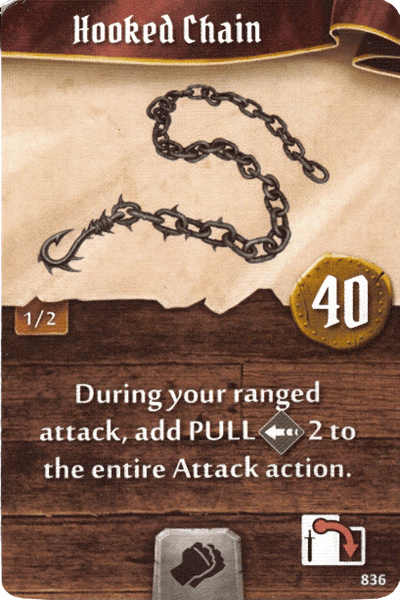 Hooked Chain
40
1/2
During your ranged
attack, add PULL 2 to
the entire Attack action.
836